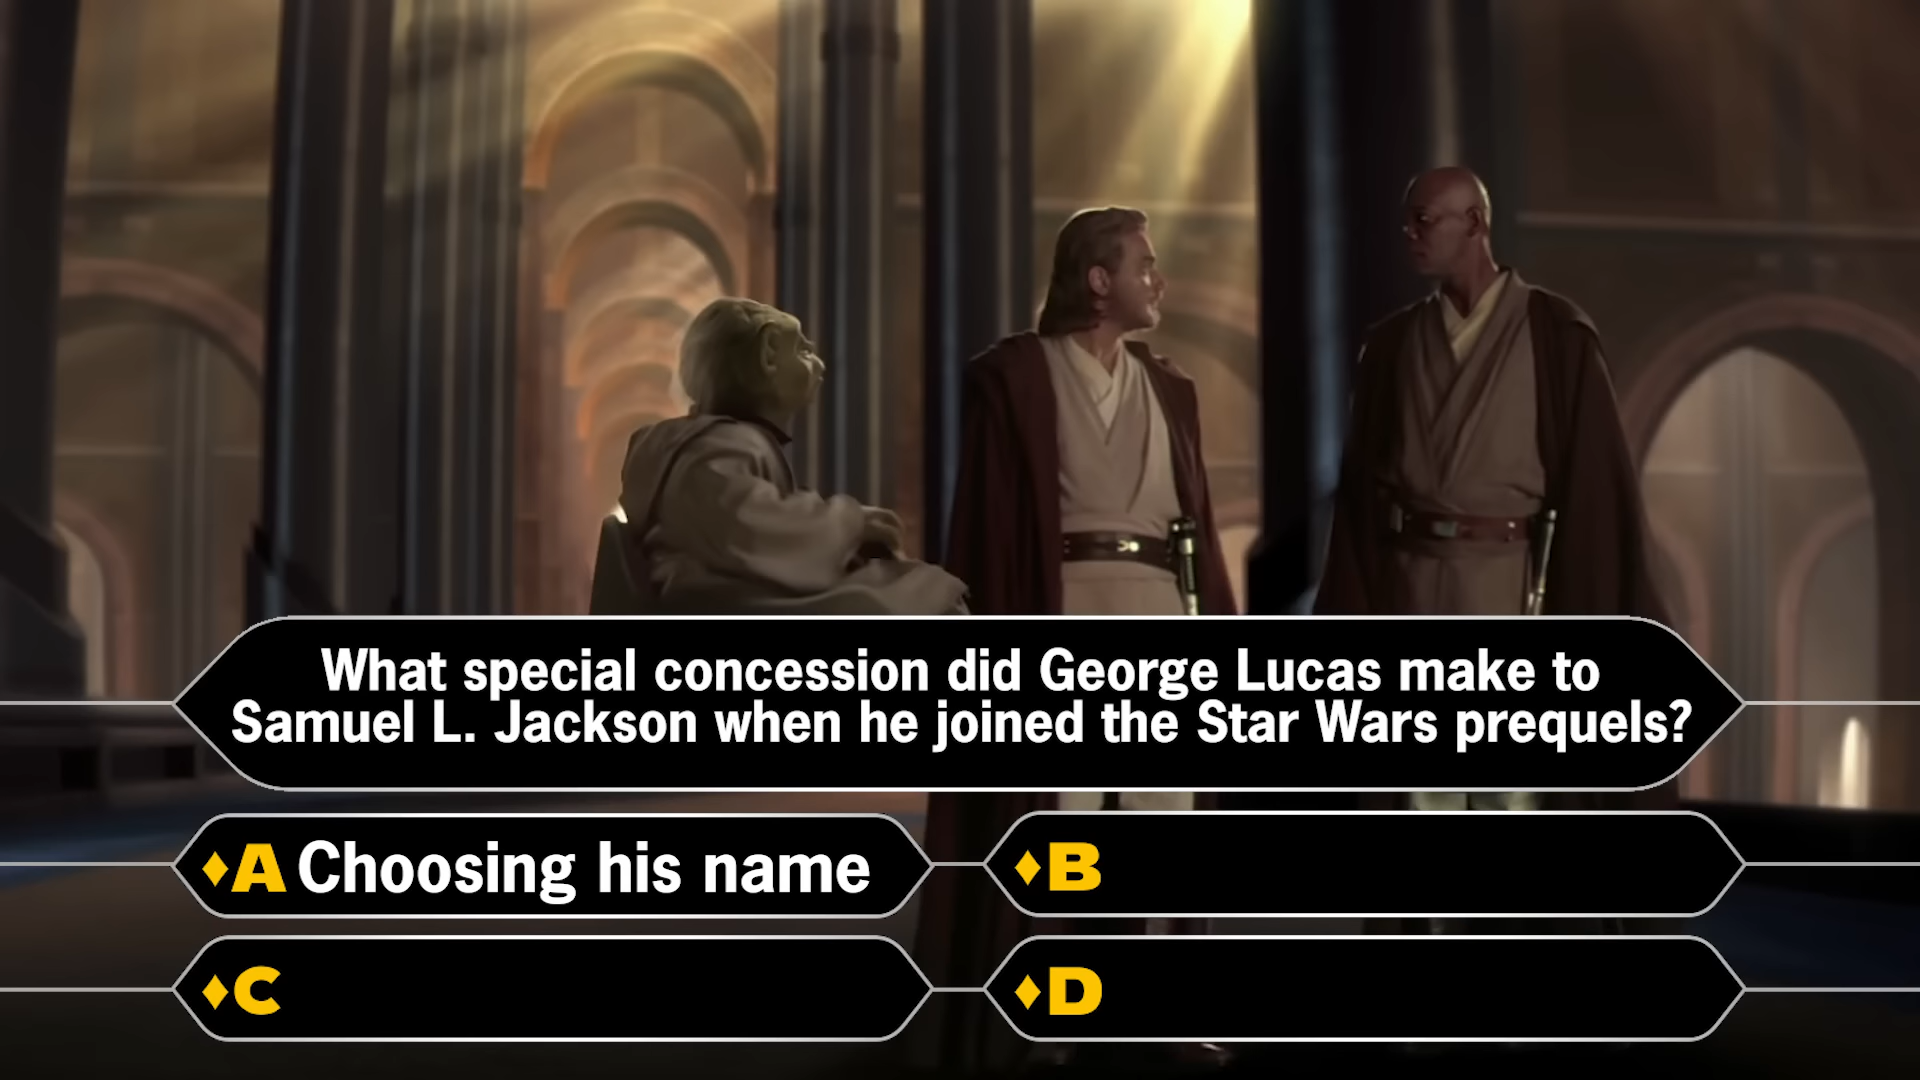 What special concession did George Lucas make to
Samuel L. Jackson when he joined the Star Wars prequels?
♦A Choosing his name
♦B
♦C
♦D